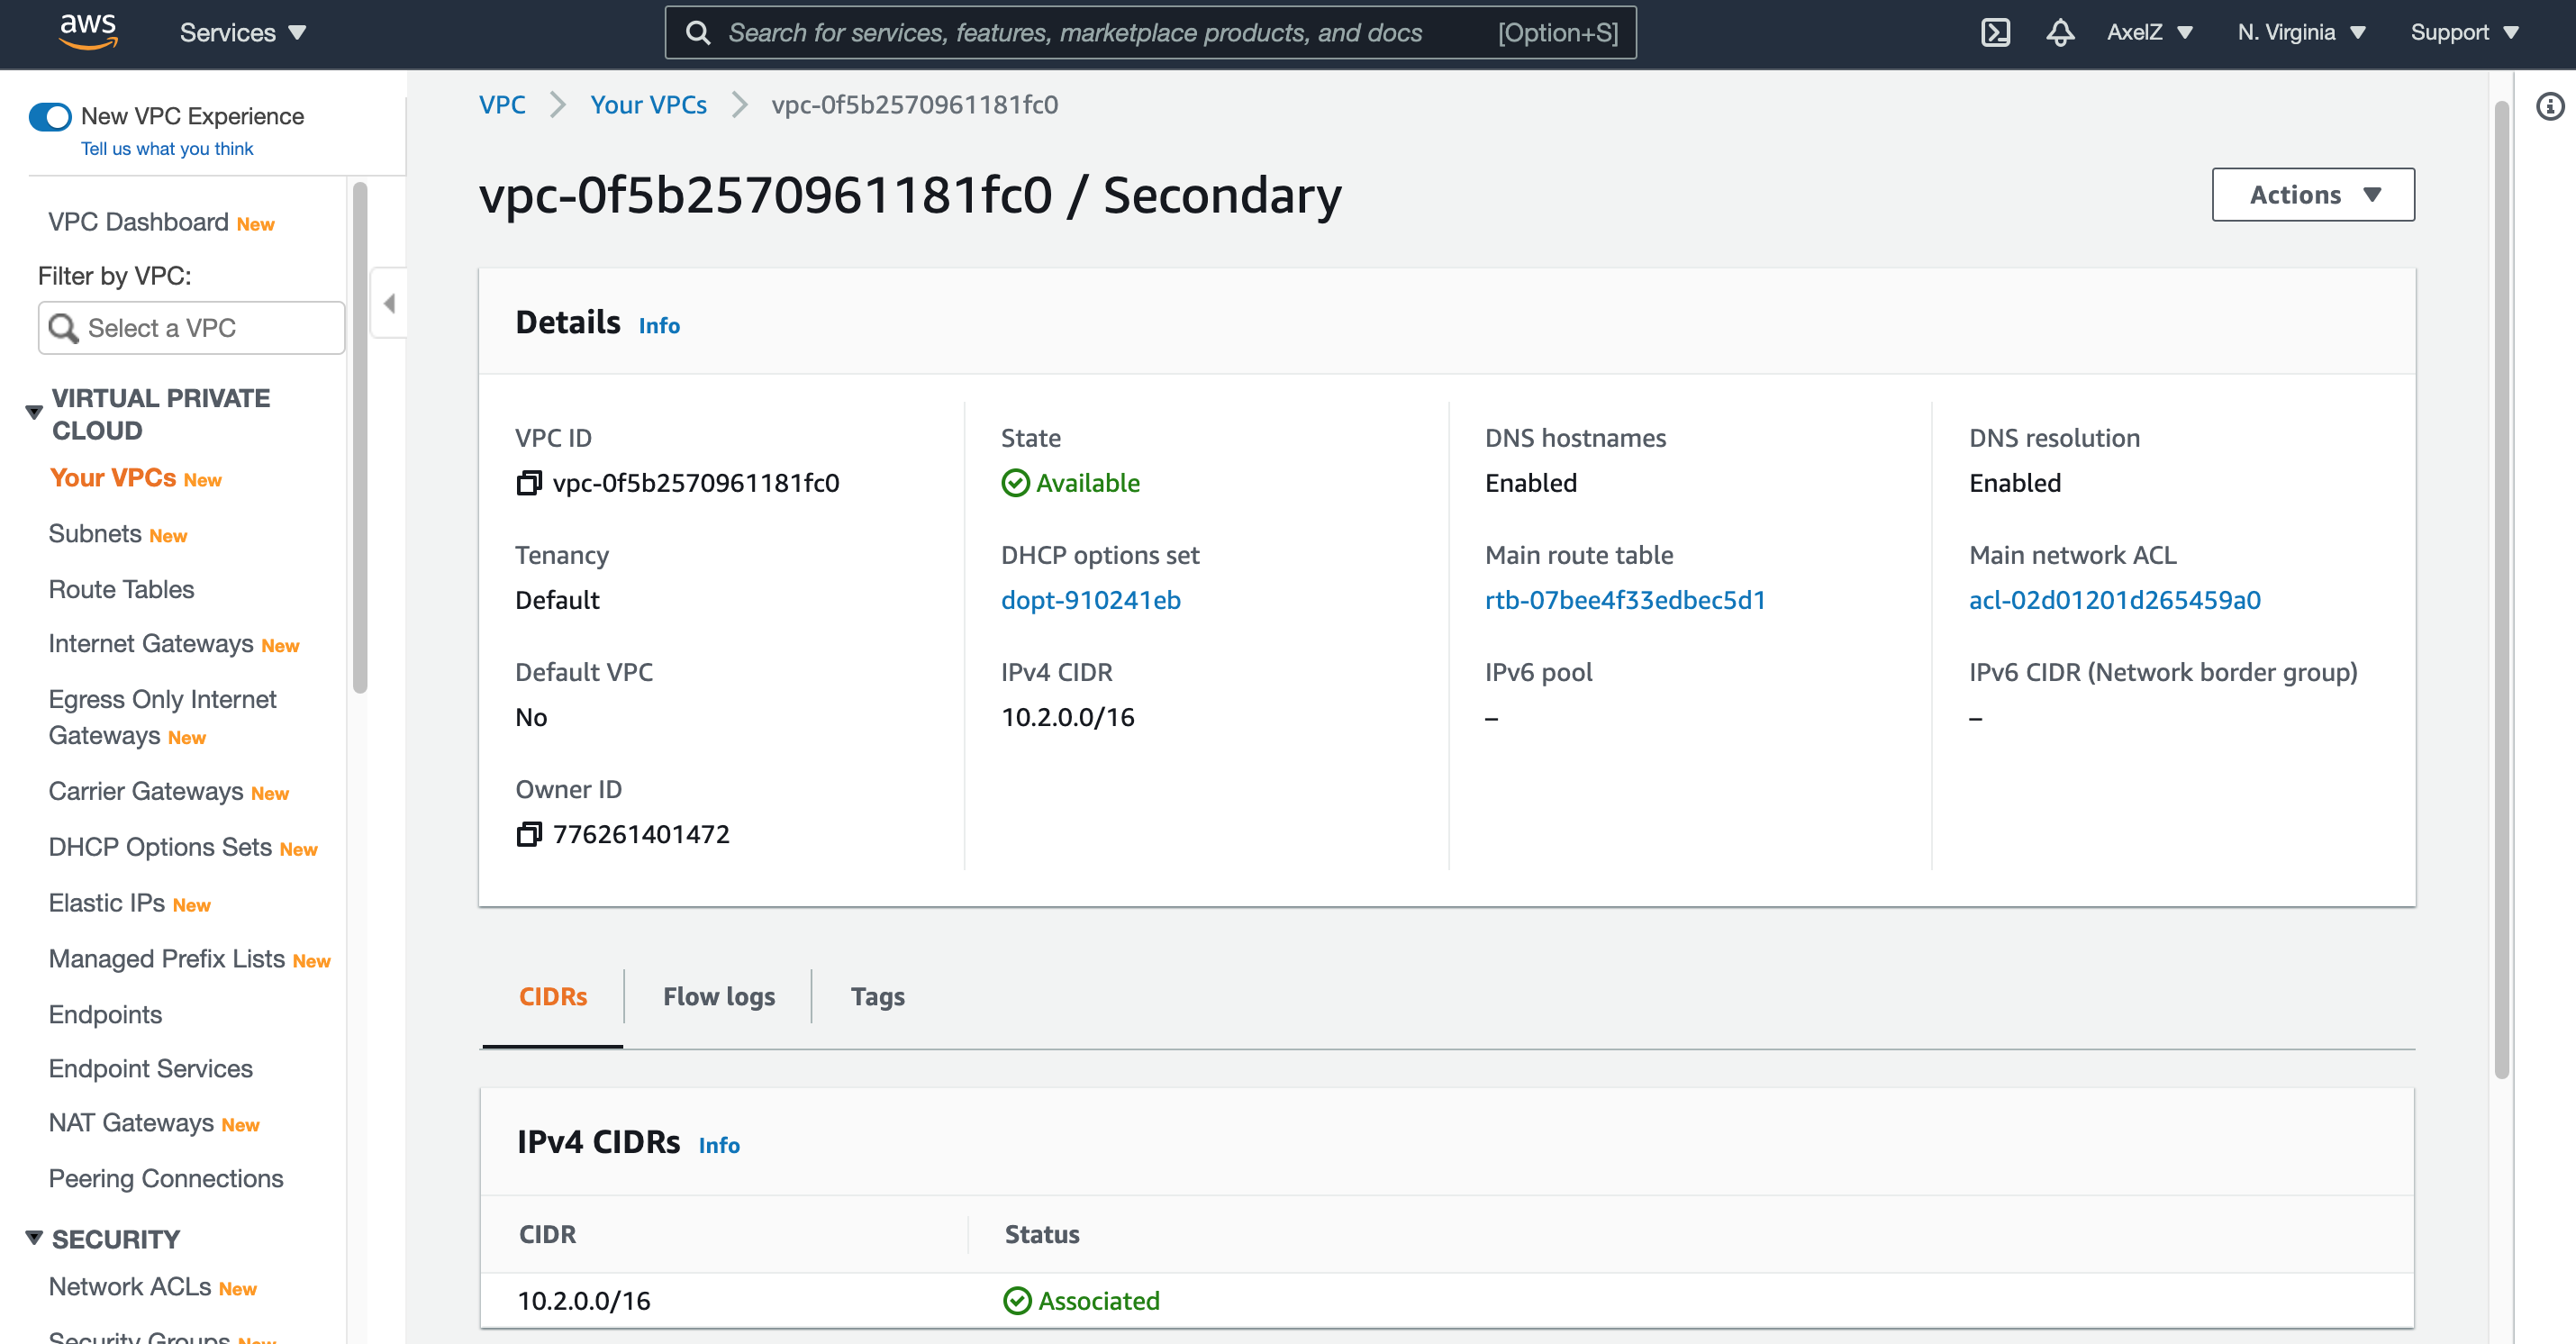 aws
Services
Search for services, features, marketplace products, and docs [Option+S]
AxelZ
N. Virginia
Support
New VPC Experience
Tell us what you think
VPC Dashboard New
Filter by VPC:
Select a VPC
VIRTUAL PRIVATE
CLOUD
Your VPCs New
Subnets New
Route Tables
Internet Gateways New
Egress Only Internet
Gateways New
Carrier Gateways New
DHCP Options Sets New
Elastic IPs New
Managed Prefix Lists New
Endpoints
Endpoint Services
NAT Gateways New
Peering Connections
SECURITY
Network ACLs New
Security Groups New
VPC > Your VPCs > vpc-0f5b2570961181fc0
vpc-0f5b2570961181fc0 / Secondary
Actions
Details Info
VPC ID
vpc-0f5b2570961181fc0
State
Available
DNS hostnames
Enabled
DNS resolution
Enabled
Tenancy
Default
DHCP options set
dopt-910241eb
Main route table
rtb-07bee4f33edbec5d1
Main network ACL
acl-02d01201d265459a0
Default VPC
No
IPv4 CIDR
10.2.0.0/16
IPv6 pool
–
IPv6 CIDR (Network border group)
–
Owner ID
776261401472
CIDRs
Flow logs
Tags
IPv4 CIDRs Info
CIDR
Status
10.2.0.0/16
Associated